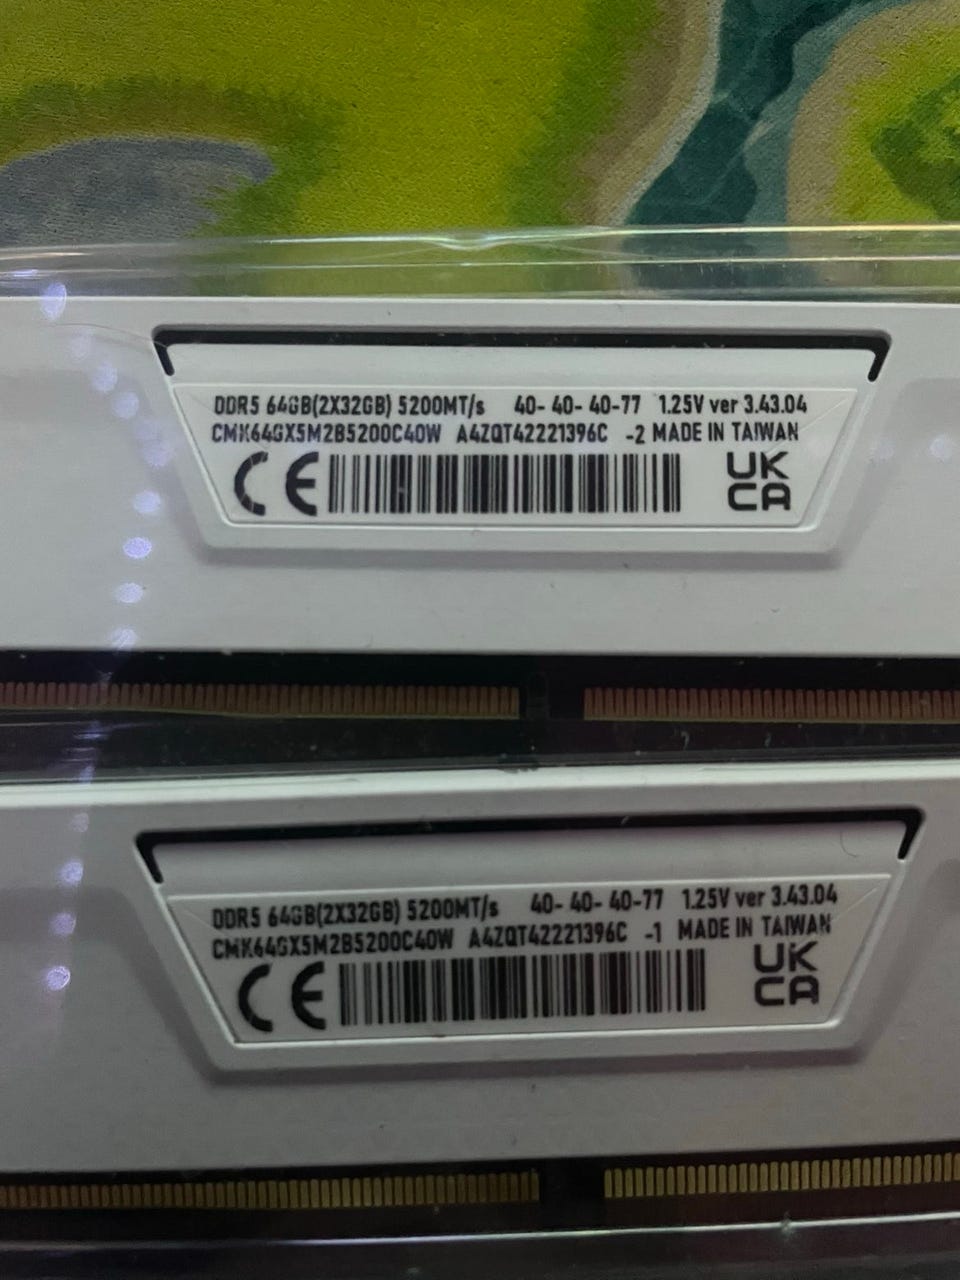 DDR5 64GB(2X32GB) 5200MT/s 40- 40- 40-77 1.25V ver 3.43.04
CMK64GX5M2B5200C40W A4ZQT42221396C -2 MADE IN TAIWAN
CE UK
CA
DDR5 64GB(2X32GB) 5200MT/s 40- 40- 40-77 1.25V ver 3.43.04
CMK64GX5M2B5200C40W A4ZQT42221396C -1 MADE IN TAIWAN
CE UK
CA